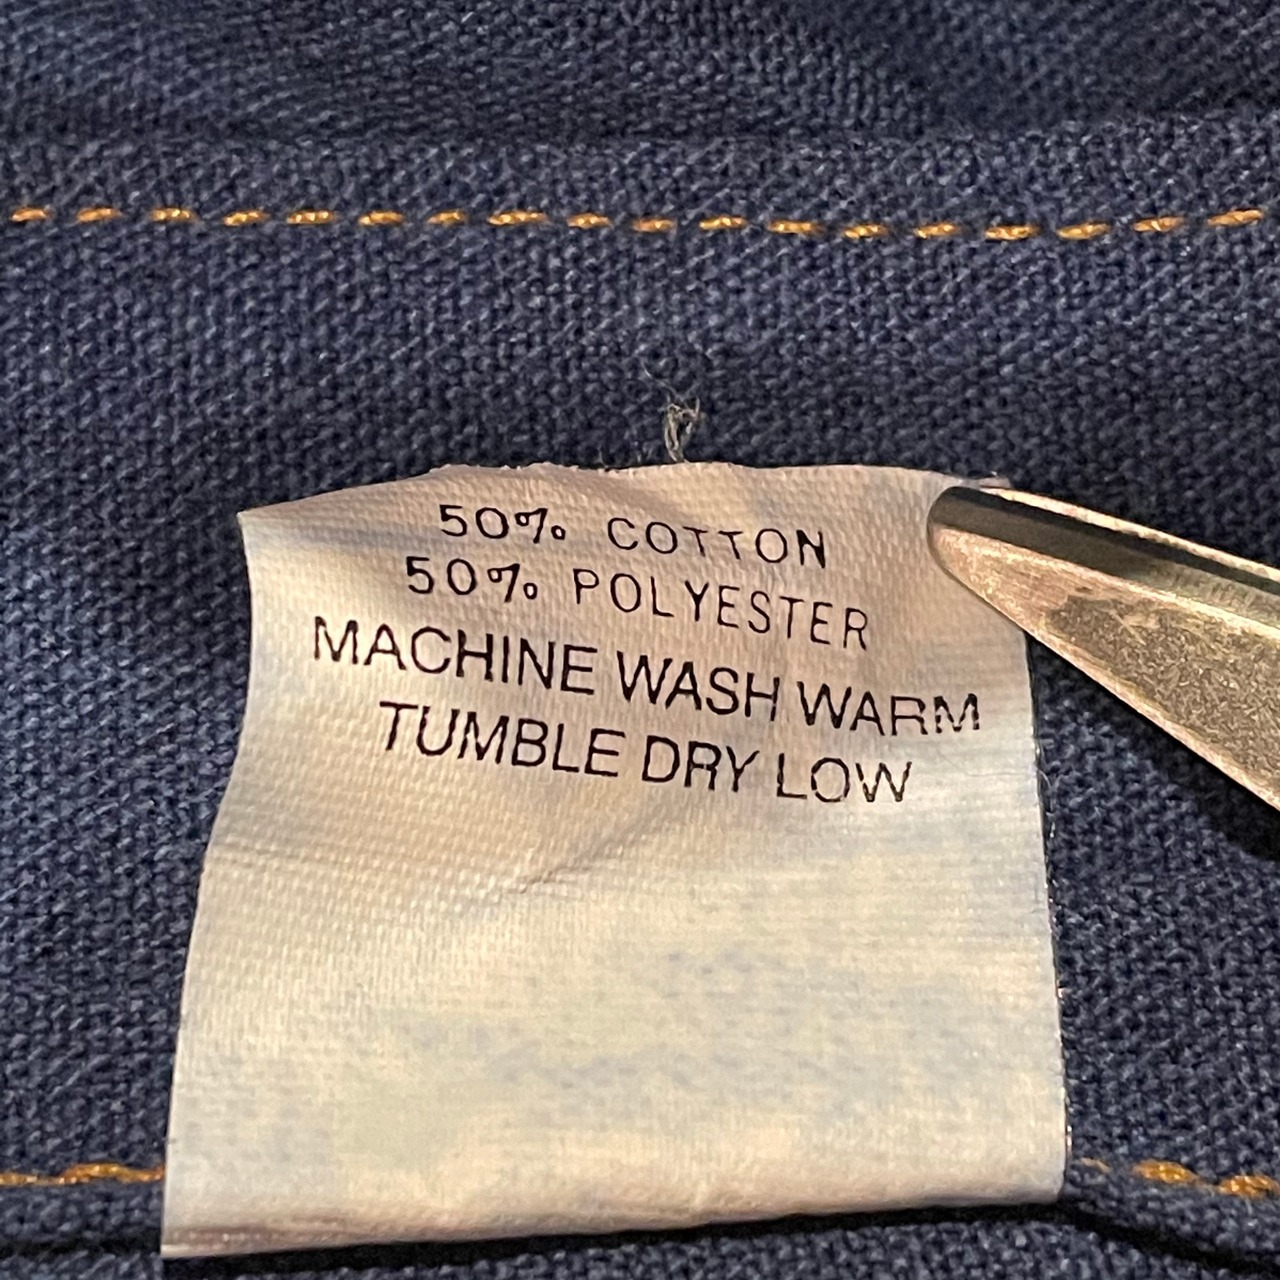 50% COTTON
50% POLYESTER
MACHINE WASH WARM
TUMBLE DRY LOW